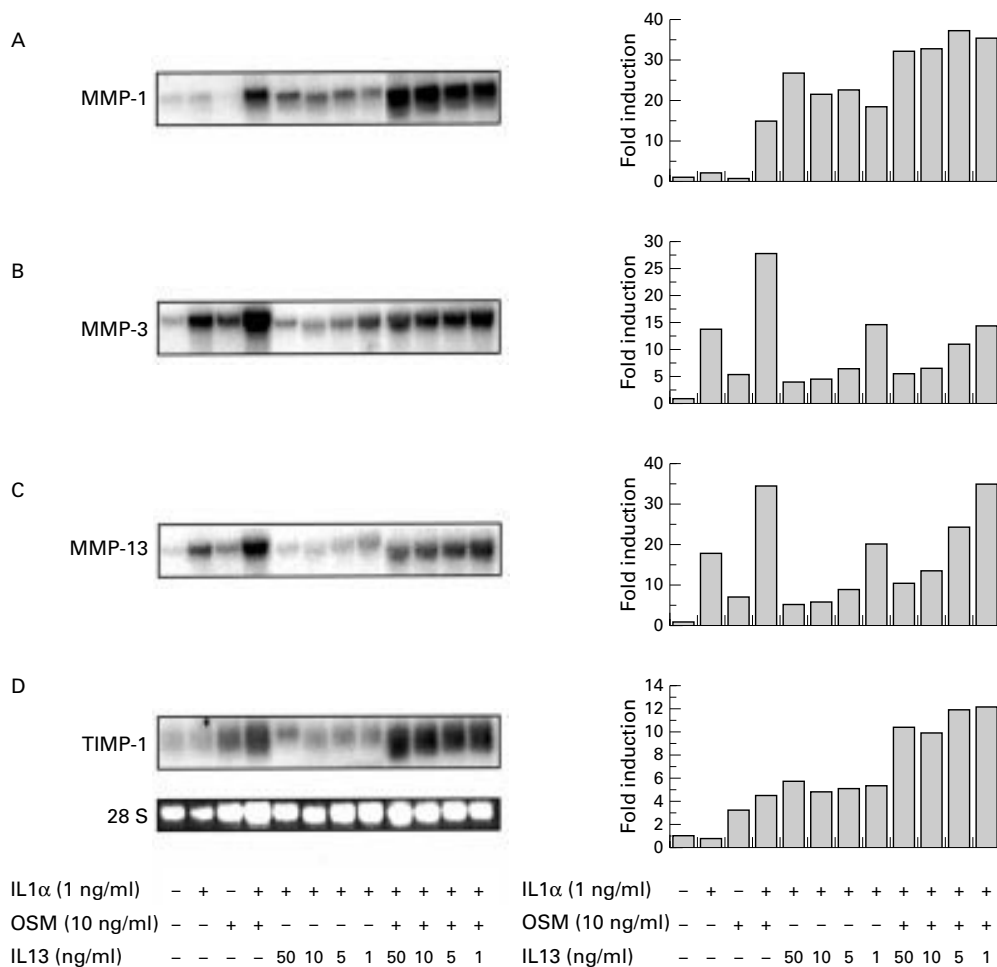 A
MMP-1
Fold induction
40
30
20
10
0
B
MMP-3
Fold induction
30
25
20
15
10
5
0
C
MMP-13
Fold induction
40
30
20
10
0
D
TIMP-1
28 S
Fold induction
14
12
10
8
6
4
2
0
IL1α (1 ng/ml) – + – + + + + + + + + +
OSM (10 ng/ml) – – + + – – – – + + + +
IL13 (ng/ml) – – – – 50 10 5 1 50 10 5 1
IL1α (1 ng/ml) – + – + + + + + + + + +
OSM (10 ng/ml) – – + + – – – – + + + +
IL13 (ng/ml) – – – – 50 10 5 1 50 10 5 1